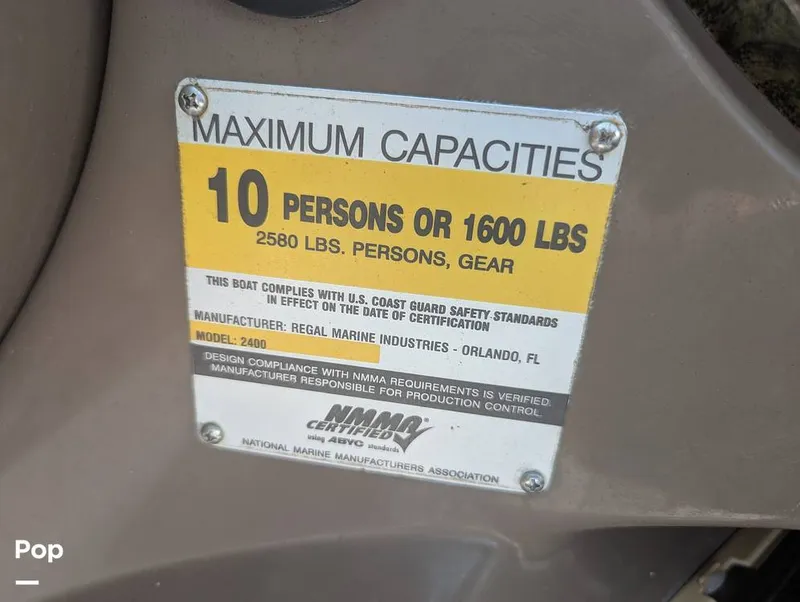 MAXIMUM CAPACITIES
10 PERSONS OR 1600 LBS
2580 LBS. PERSONS, GEAR
THIS BOAT COMPLIES WITH U.S. COAST GUARD SAFETY STANDARDS
IN EFFECT ON THE DATE OF CERTIFICATION
MANUFACTURER: REGAL MARINE INDUSTRIES - ORLANDO, FL
MODEL: 2400
DESIGN COMPLIANCE WITH NMMA REQUIREMENTS IS VERIFIED.
MANUFACTURER RESPONSIBLE FOR PRODUCTION CONTROL.
NMMA®
CERTIFIED
using ABYC standards
NATIONAL MARINE MANUFACTURERS ASSOCIATION
Pop